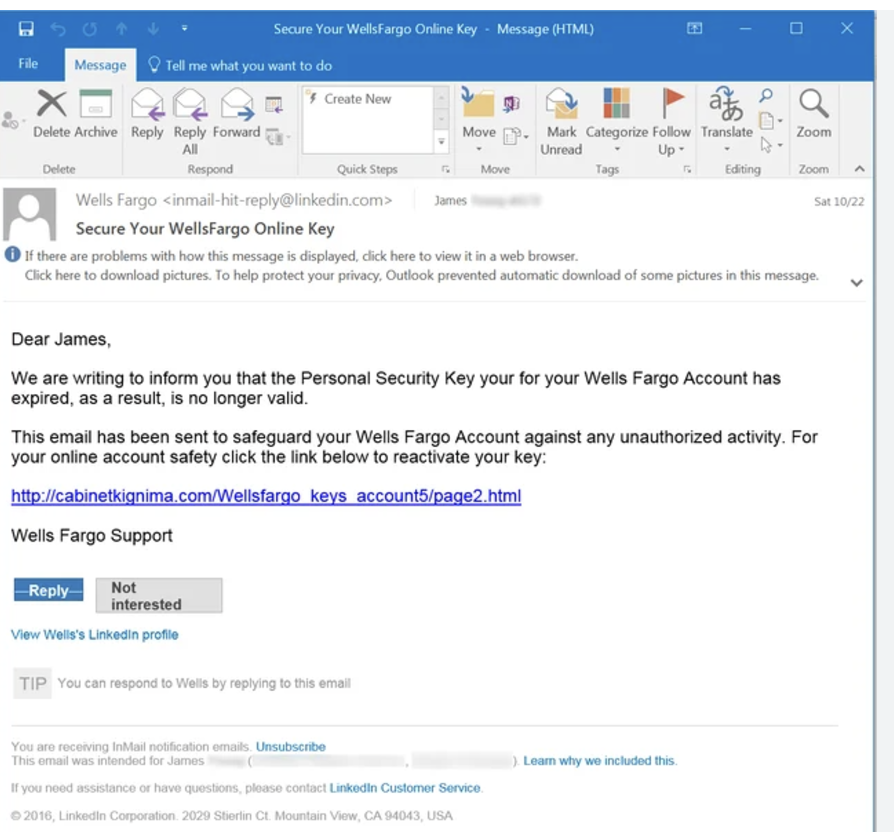 Secure Your WellsFargo Online Key - Message (HTML)
File Message Tell me what you want to do
Delete Archive Reply Reply All Forward Create New Move Mark Unread Categorize Follow Up Translate Zoom
Delete Respond Quick Steps Move Tags Editing Zoom
Wells Fargo <inmail-hit-reply@linkedin.com> James Sat 10/22
Secure Your WellsFargo Online Key
If there are problems with how this message is displayed, click here to view it in a web browser.
Click here to download pictures. To help protect your privacy, Outlook prevented automatic download of some pictures in this message.
Dear James,
We are writing to inform you that the Personal Security Key your for your Wells Fargo Account has
expired, as a result, is no longer valid.
This email has been sent to safeguard your Wells Fargo Account against any unauthorized activity. For
your online account safety click the link below to reactivate your key:
http://cabinetkignima.com/Wellsfargo_keys_account5/page2.html
Wells Fargo Support
Reply Not
interested
View Wells's LinkedIn profile
TIP You can respond to Wells by replying to this email
You are receiving InMail notification emails. Unsubscribe
This email was intended for James ( , ). Learn why we included this.
If you need assistance or have questions, please contact LinkedIn Customer Service.
© 2016, LinkedIn Corporation. 2029 Stierlin Ct. Mountain View, CA 94043, USA